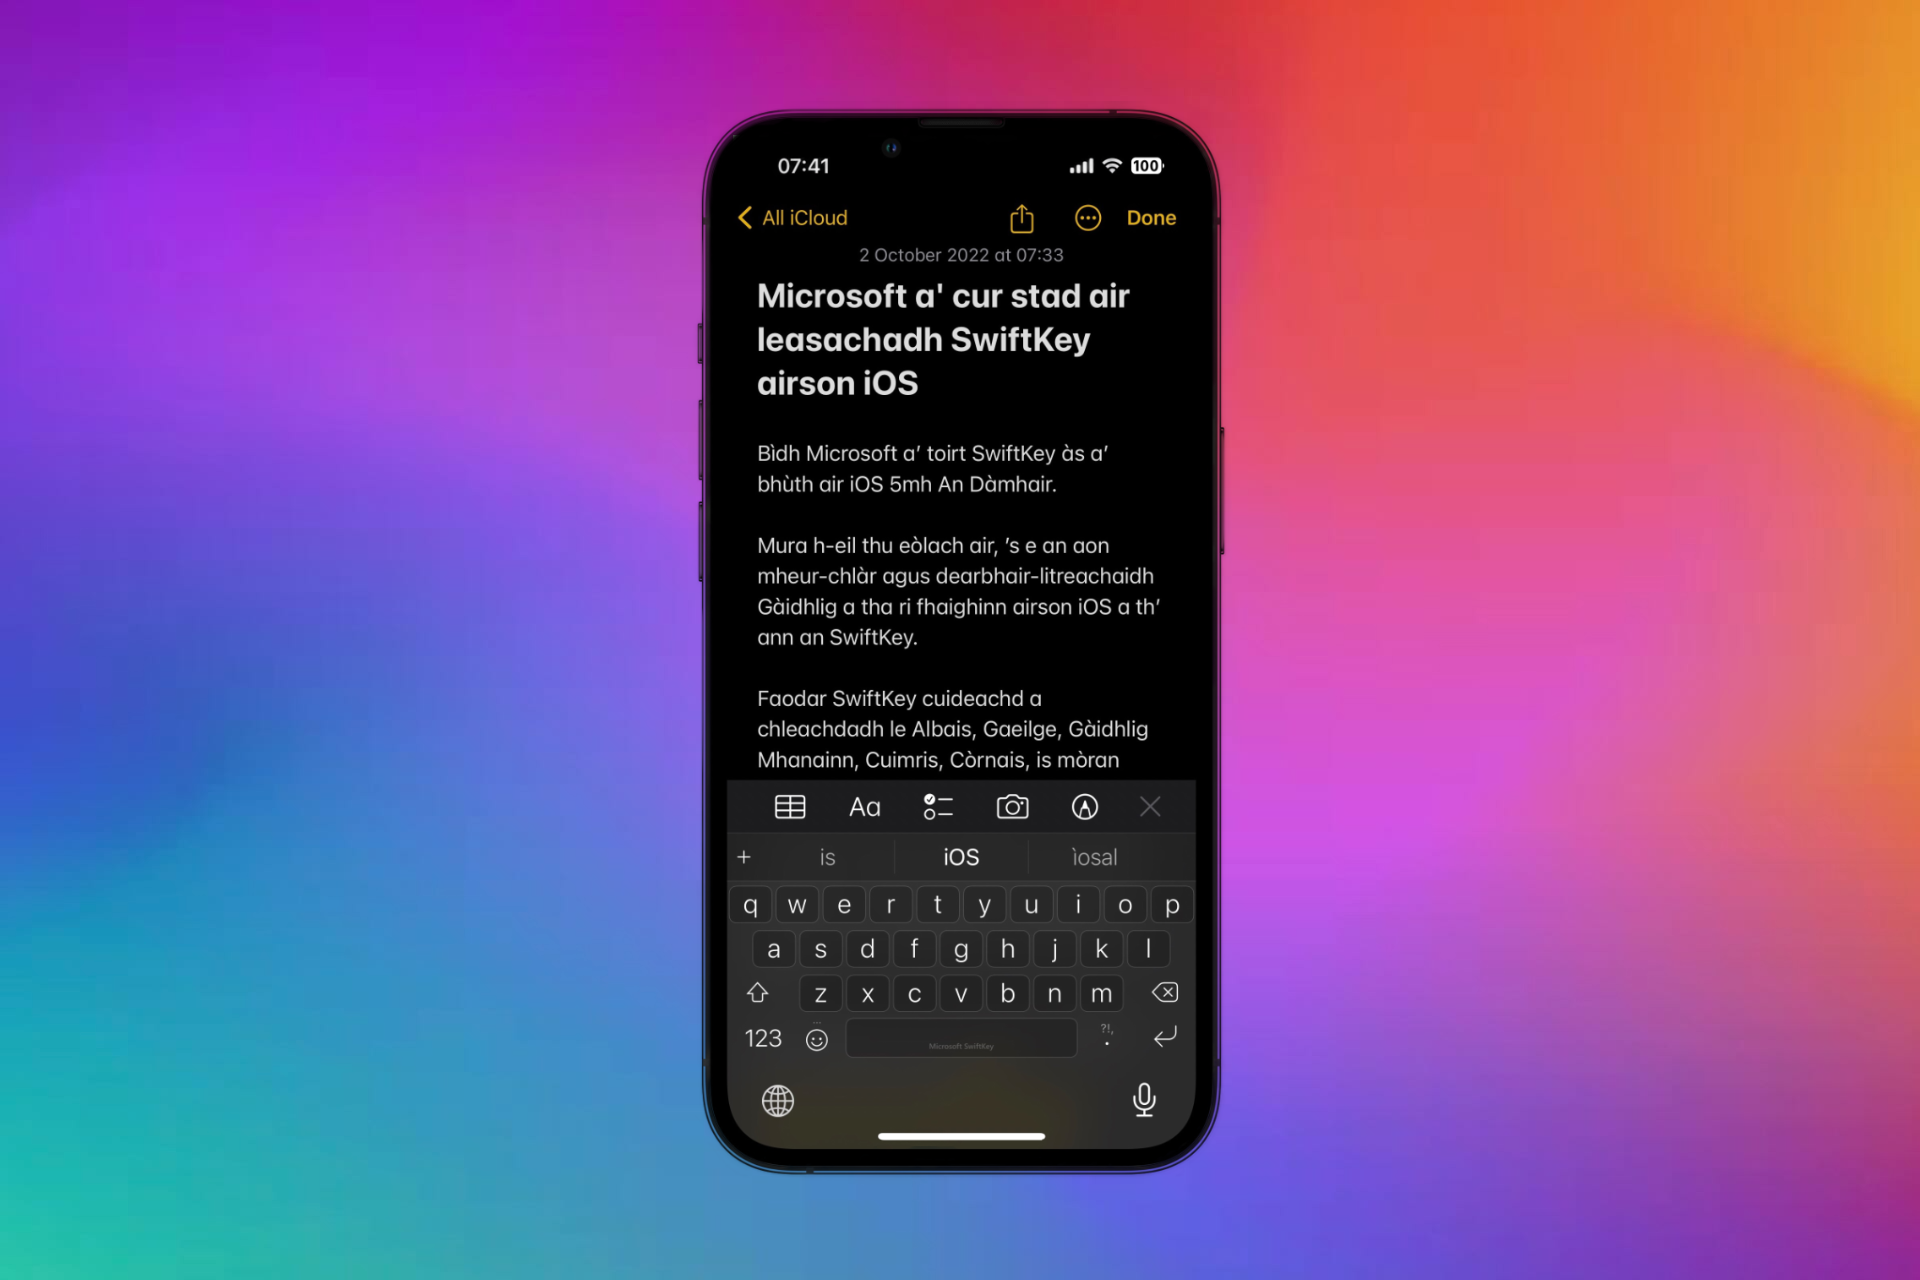 07:41
100
All iCloud
Done
2 October 2022 at 07:33
Microsoft a' cur stad air
leasachadh SwiftKey
airson iOS
Bìdh Microsoft a’ toirt SwiftKey às a’
bhùth air iOS 5mh An Dàmhair.
Mura h-eil thu eòlach air, ’s e an aon
mheur-chlàr agus dearbhair-litreachaidh
Gàidhlig a tha ri fhaighinn airson iOS a th’
ann an SwiftKey.
Faodar SwiftKey cuideachd a
chleachdadh le Albais, Gaeilge, Gàidhlig
Mhanainn, Cuimris, Còrnais, is mòran
Aa
+ is iOS ìosal
q w e r t y u i o p
a s d f g h j k l
z x c v b n m
123
?!,
.
Microsoft SwiftKey